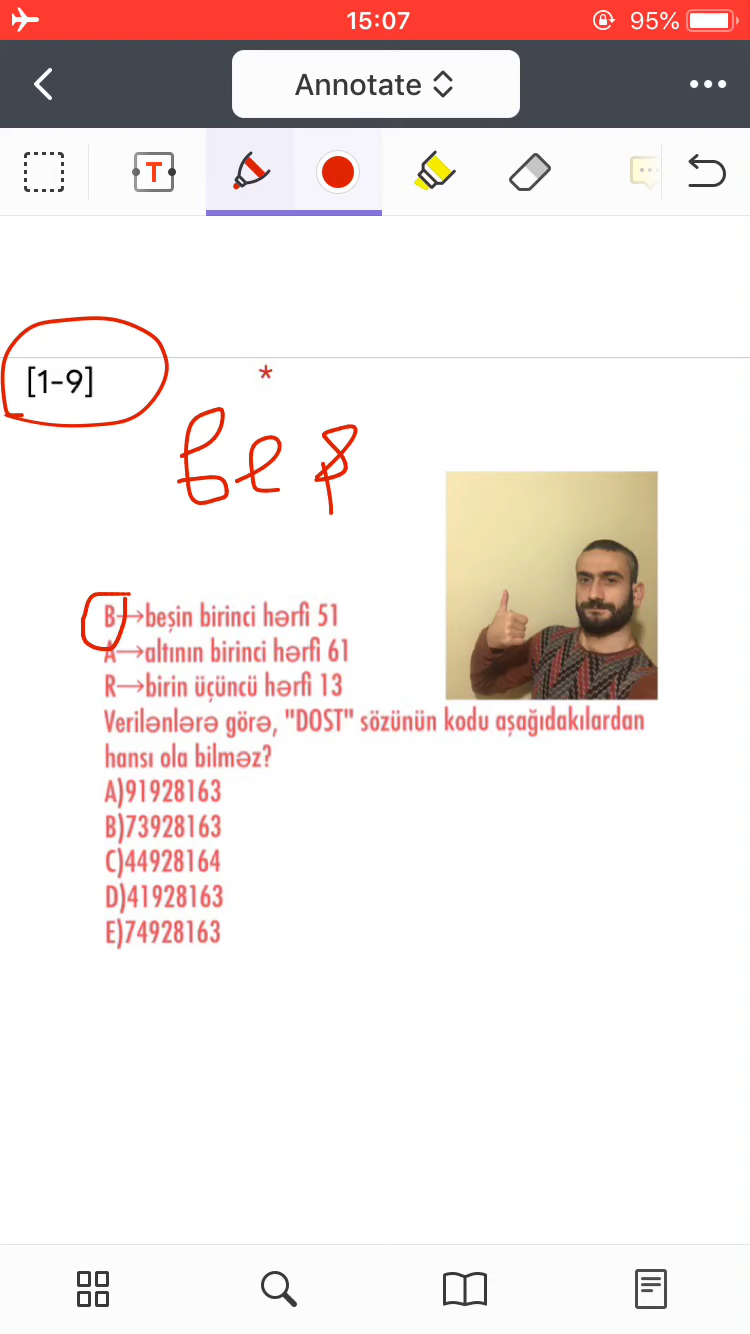 15:07
95%
Annotate
T
[1-9]
*
beş
B→beşin birinci hərfi 51
A→altının birinci hərfi 61
R→birin üçüncü hərfi 13
Verilənlərə görə, "DOST" sözünün kodu aşağıdakılardan
hansı ola bilməz?
A)91928163
B)73928163
C)44928164
D)41928163
E)74928163